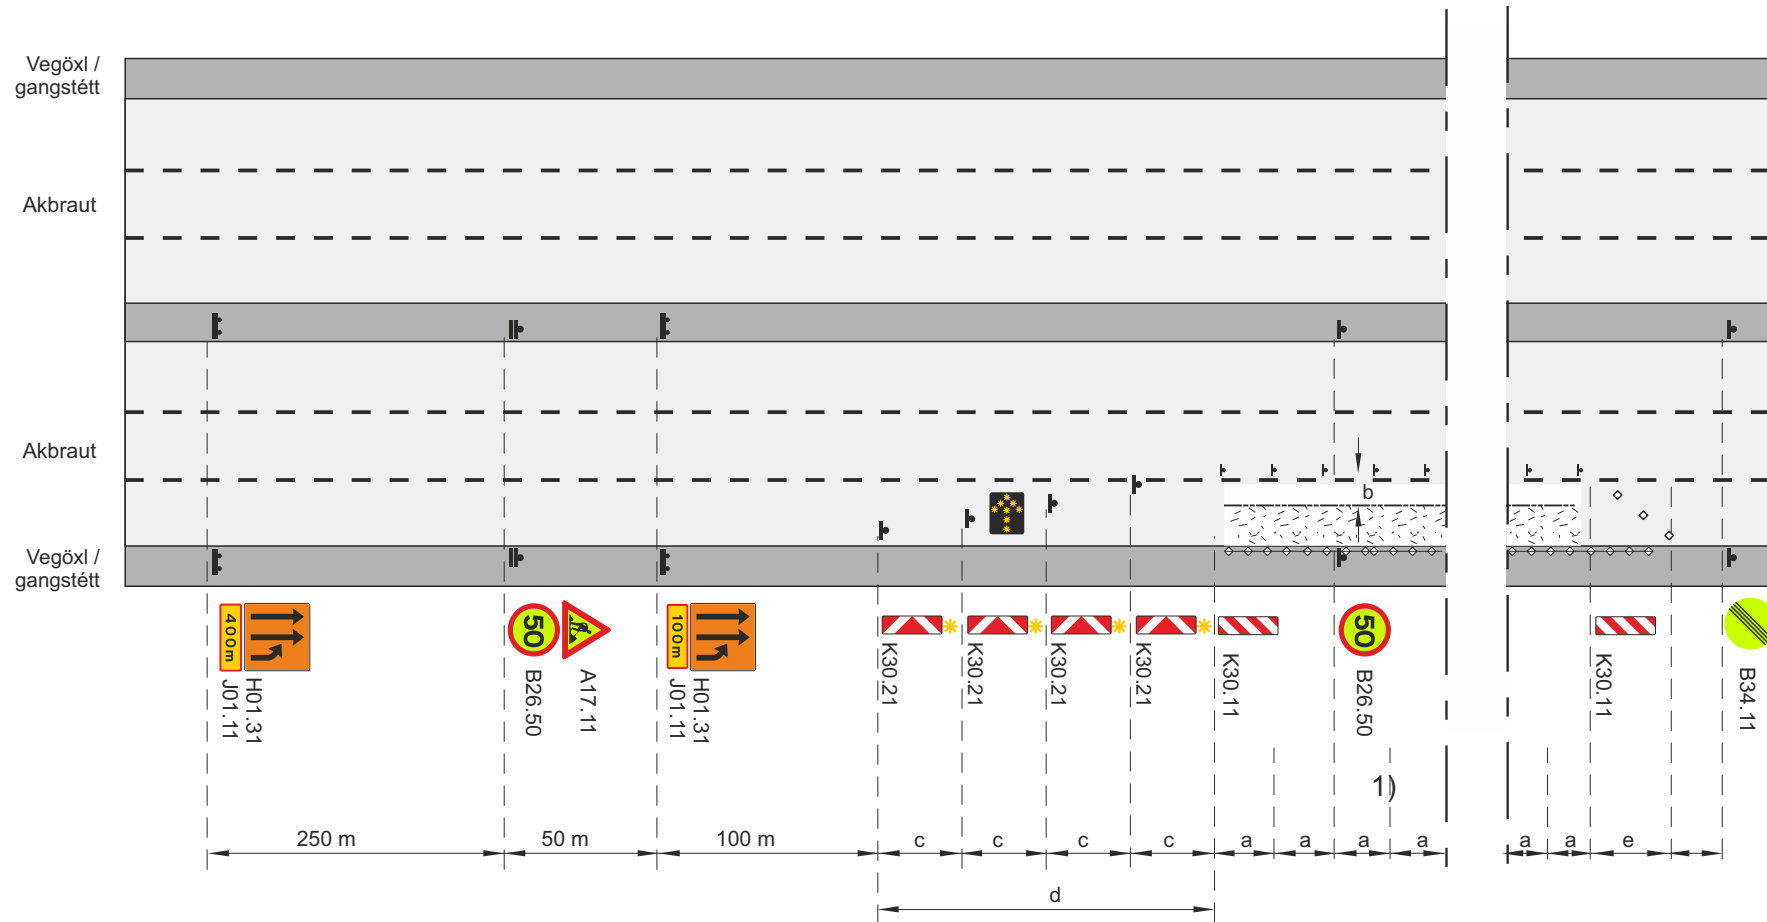 Vegöxl /
gangstétt
Akbraut
Akbraut
Vegöxl /
gangstétt
b
400m
J01.11
H01.31
50
B26.50
A17.11
100m
J01.11
H01.31
K30.21
K30.21
K30.21
K30.21
K30.11
50
B26.50
K30.11
B34.11
1)
250 m
50 m
100 m
c
c
c
c
a
a
a
a
a
a
e
d